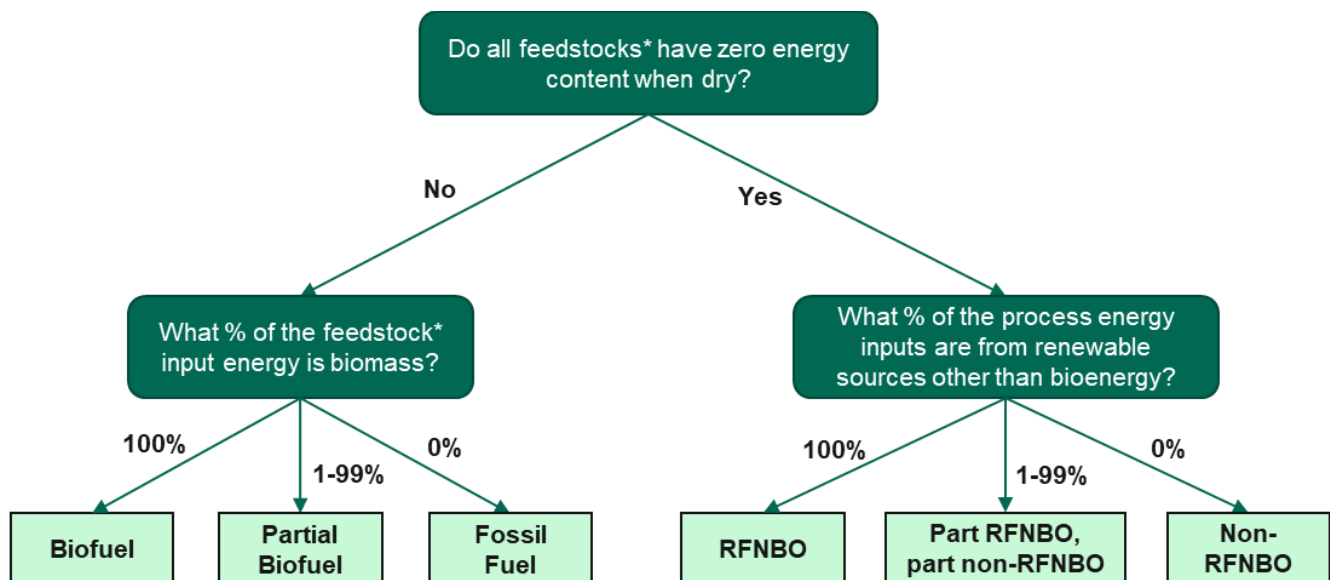 Do all feedstocks* have zero energy
content when dry?
No
Yes
What % of the feedstock*
input energy is biomass?
What % of the process energy
inputs are from renewable
sources other than bioenergy?
100%
1-99%
0%
100%
1-99%
0%
Biofuel
Partial
Biofuel
Fossil
Fuel
RFNBO
Part RFNBO,
part non-RFNBO
Non-
RFNBO